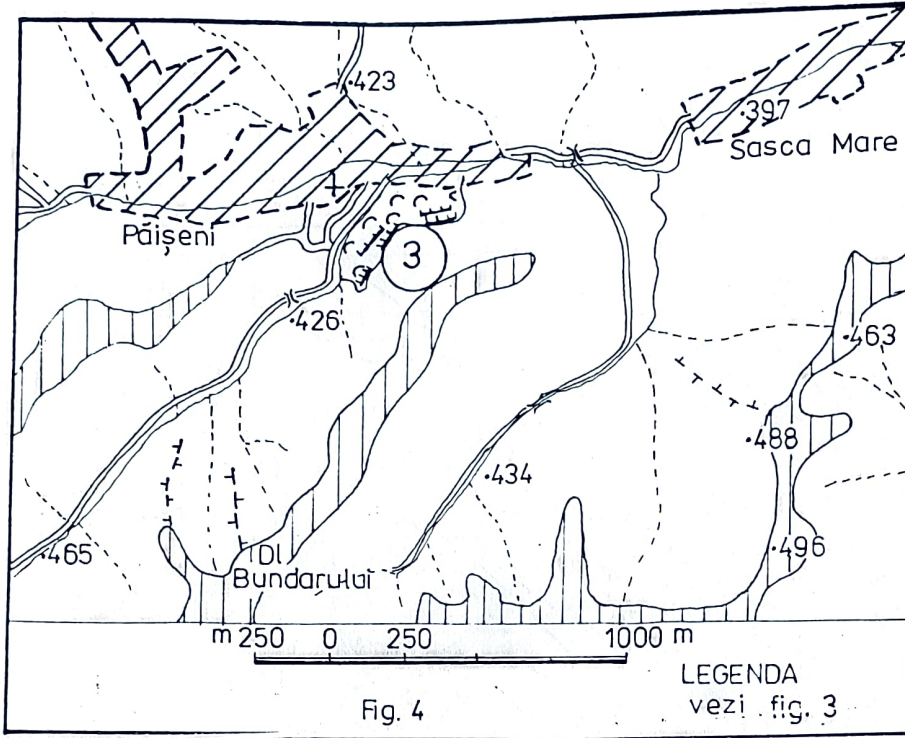 .423
.397
Sasca Mare
Păișeni
3
.426
.463
.488
.434
.465
.496
Dl
Bundarului
m 250 0 250 1000 m
LEGENDA
vezi fig. 3
Fig. 4